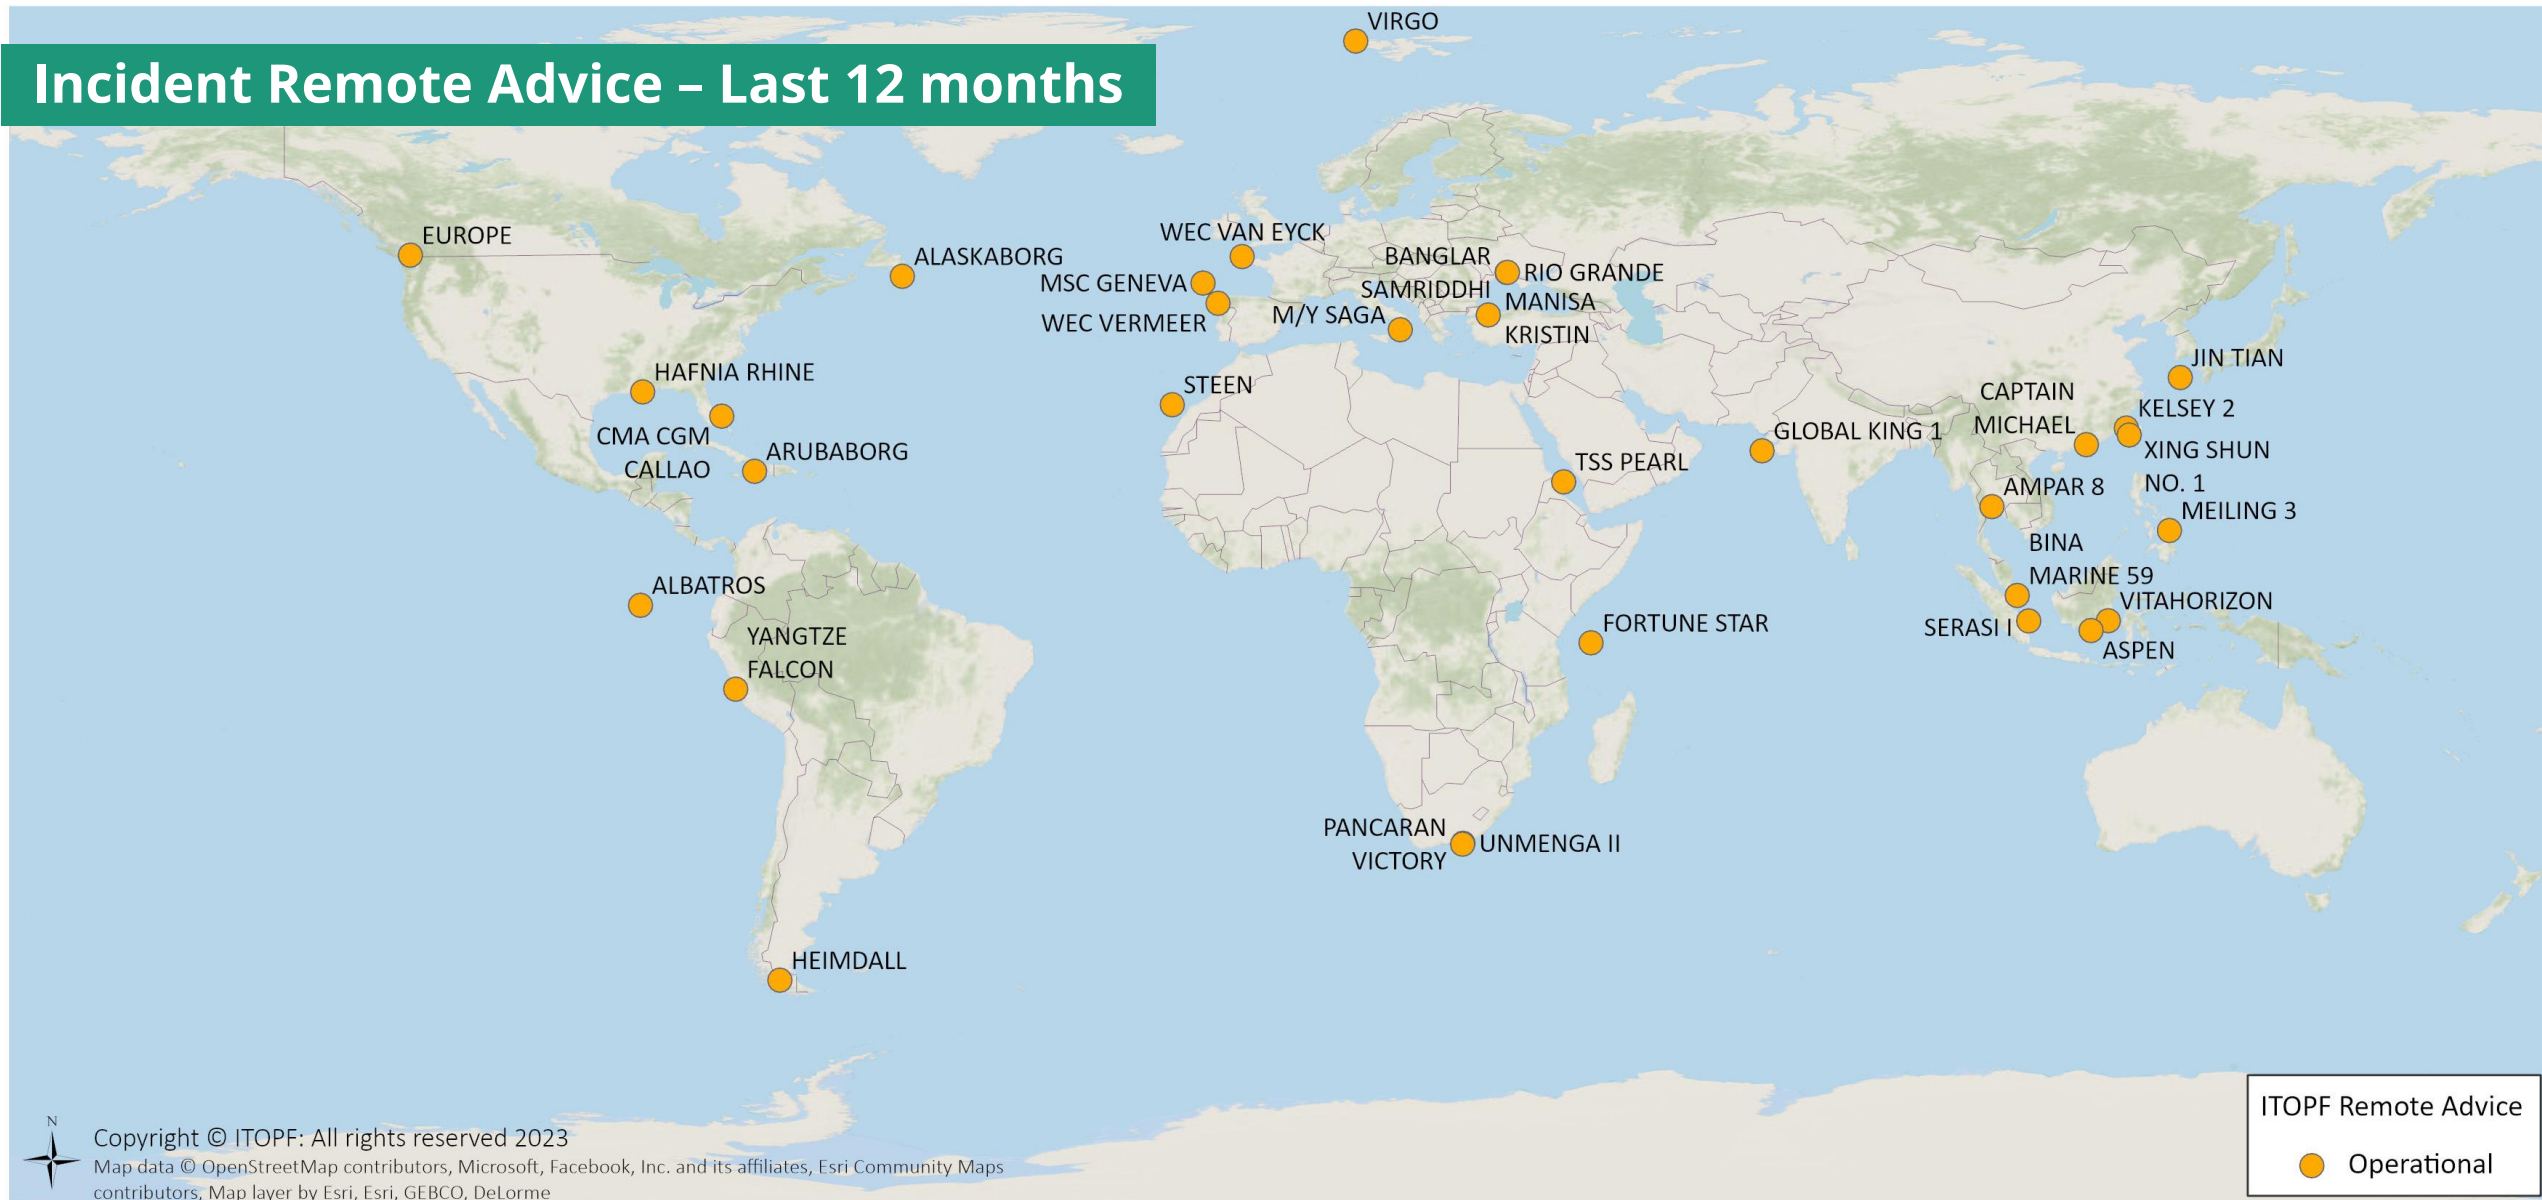 VIRGO
Incident Remote Advice – Last 12 months
EUROPE
ALASKABORG
WEC VAN EYCK
MSC GENEVA
WEC VERMEER
BANGLAR
SAMRIDDHI
RIO GRANDE
M/Y SAGA
MANISA
KRISTIN
HAFNIA RHINE
CMA CGM
CALLAO
ARUBABORG
STEEN
TSS PEARL
GLOBAL KING 1
JIN TIAN
CAPTAIN
MICHAEL
KELSEY 2
XING SHUN
NO. 1
AMPAR 8
MEILING 3
BINA
MARINE 59
VITAHORIZON
SERASI I
ASPEN
ALBATROS
YANGTZE
FALCON
FORTUNE STAR
PANCARAN
VICTORY
UNMENGA II
HEIMDALL
N
Copyright © ITOPF: All rights reserved 2023
Map data © OpenStreetMap contributors, Microsoft, Facebook, Inc. and its affiliates, Esri Community Maps
contributors, Map layer by Esri, Esri, GEBCO, DeLorme
ITOPF Remote Advice
Operational